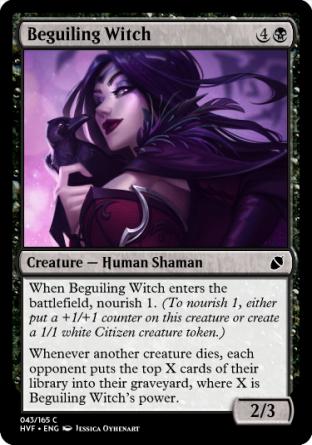 Beguiling Witch 4
Creature — Human Shaman
When Beguiling Witch enters the
battlefield, nourish 1. (To nourish 1, either
put a +1/+1 counter on this creature or create
a 1/1 white Citizen creature token.)
Whenever another creature dies, each
opponent puts the top X cards of their
library into their graveyard, where X is
Beguiling Witch's power.
2/3
043/165 C
HVF • ENG Jessica Oyhenart